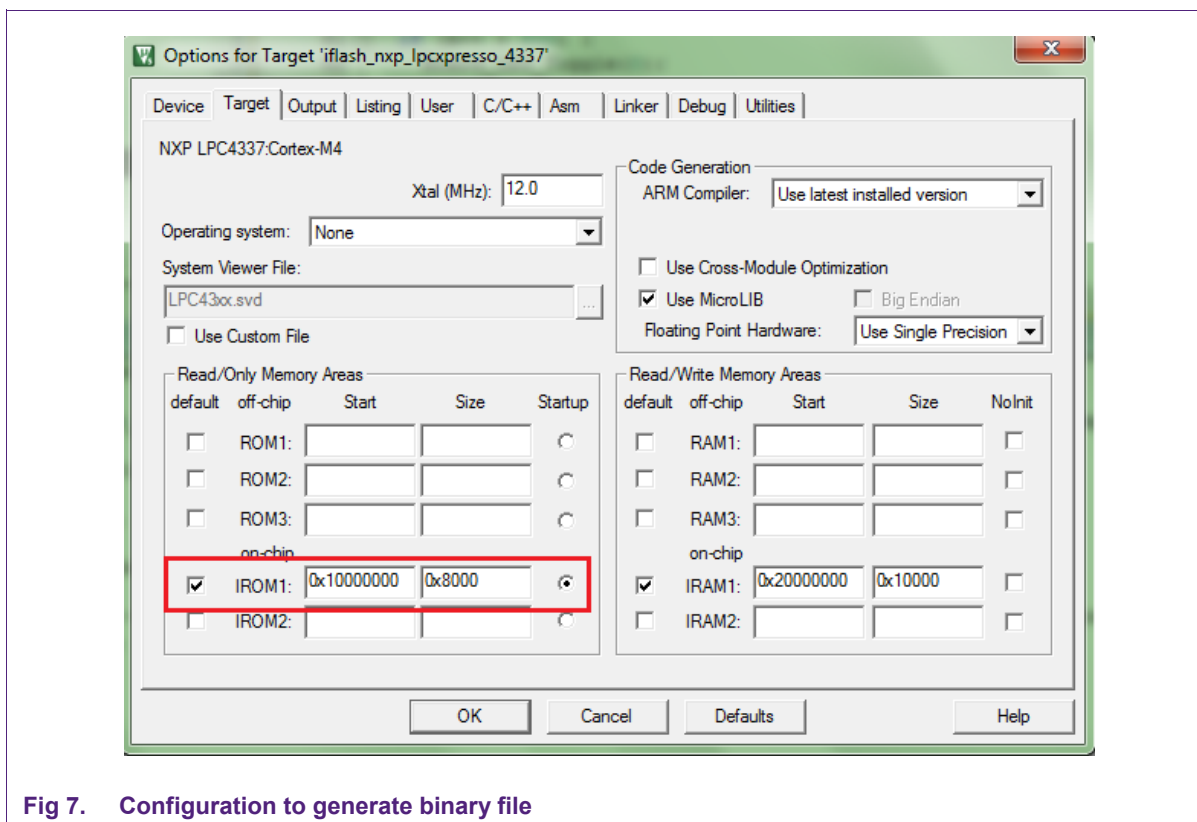 Options for Target 'iflash_nxp_lpcxpresso_4337'
Device Target Output Listing User C/C++ Asm Linker Debug Utilities
NXP LPC4337:Cortex-M4
Xtal (MHz): 12.0
Operating system: None
System Viewer File:
LPC43xx.svd ...
Use Custom File
Code Generation
ARM Compiler: Use latest installed version
Use Cross-Module Optimization
Use MicroLIB Big Endian
Floating Point Hardware: Use Single Precision
Read/Only Memory Areas
default off-chip Start Size Startup
ROM1:
ROM2:
ROM3:
on-chip
IROM1: 0x10000000 0x8000
IROM2:
Read/Write Memory Areas
default off-chip Start Size NoInit
RAM1:
RAM2:
RAM3:
on-chip
IRAM1: 0x20000000 0x10000
IRAM2:
OK Cancel Defaults Help
Fig 7. Configuration to generate binary file